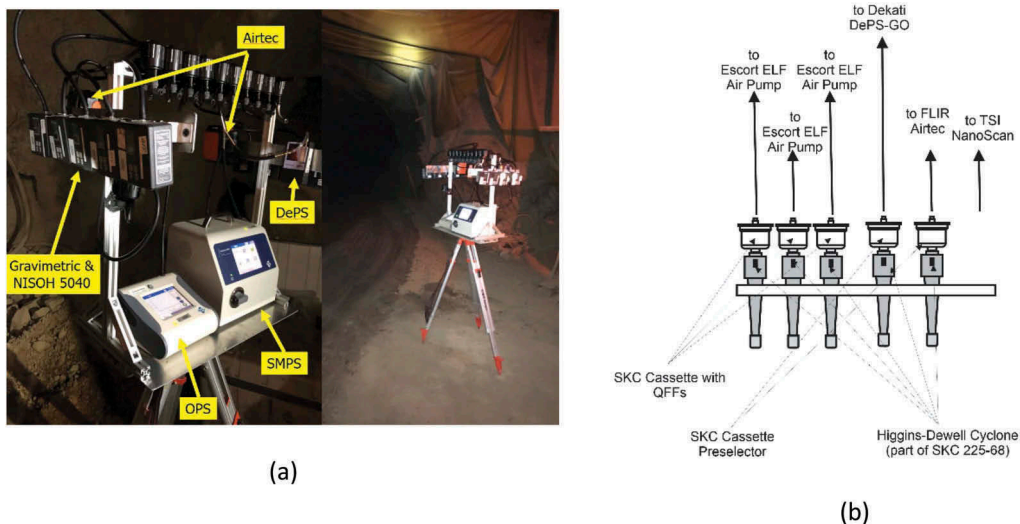 Airtec
DePS
Gravimetric &
NISOH 5040
SMPS
OPS
(a)
to Dekati
DePS-GO
to
Escort ELF
Air Pump
to
Escort ELF
Air Pump
to
Escort ELF
Air Pump
to FLIR
Airtec
to TSI
NanoScan
SKC Cassette with
QFFs
SKC Cassette
Preselector
Higgins-Dewell Cyclone
(part of SKC 225-68)
(b)